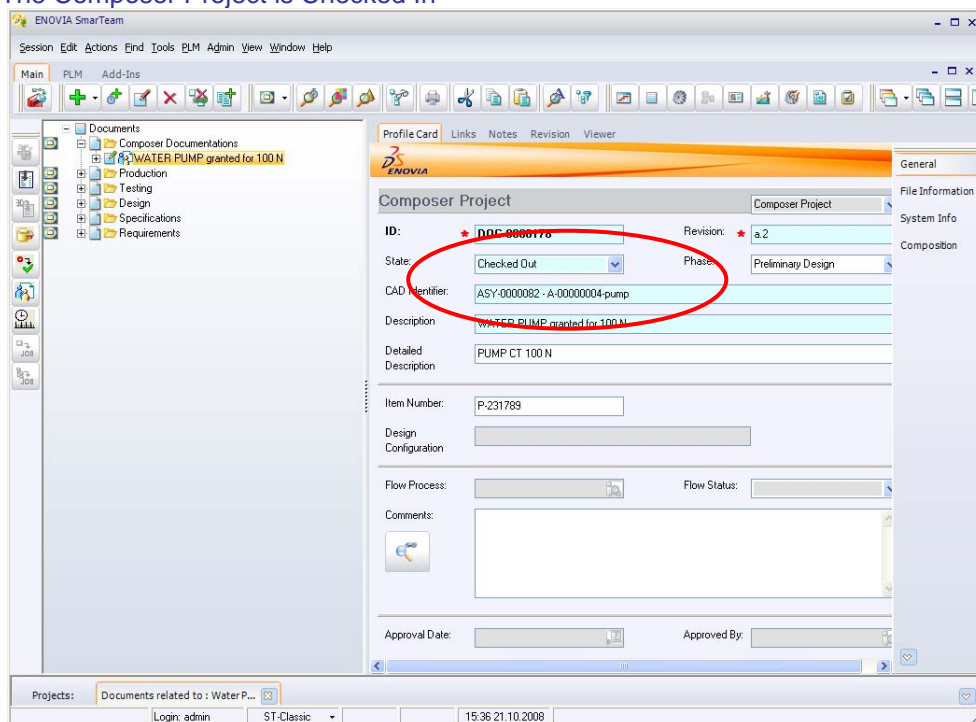 The Composer Project is Checked In
ENOVIA SmarTeam
Session Edit Actions Find Tools PLM Admin View Window Help
Main PLM Add-Ins
Documents
Composer Documentations
WATER PUMP granted for 100 N
Production
Testing
Design
Specifications
Requirements
Profile Card Links Notes Revision Viewer
ENOVIA
General
File Information
System Info
Composition
Composer Project
Composer Project
ID: * DOC-0000178 Revision: * a.2
State: Checked Out Phase: Preliminary Design
CAD Identifier: ASY-0000082 - A-00000004-pump
Description WATER PUMP granted for 100 N
Detailed Description PUMP CT 100 N
Item Number: P-231789
Design Configuration
Flow Process: Flow Status:
Comments:
Approval Date: Approved By:
Projects: Documents related to : Water P...
Login: admin ST-Classic 15:36 21.10.2008